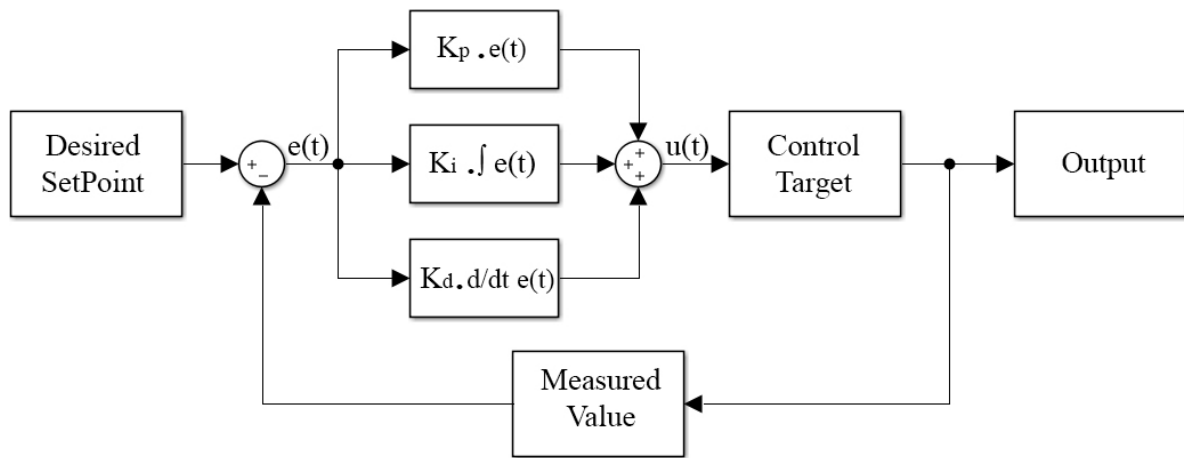 Kp .e(t)
Desired
SetPoint
+
−
e(t)
Ki .∫ e(t)
+
+
+
u(t)
Control
Target
Output
Kd.d/dt e(t)
Measured
Value